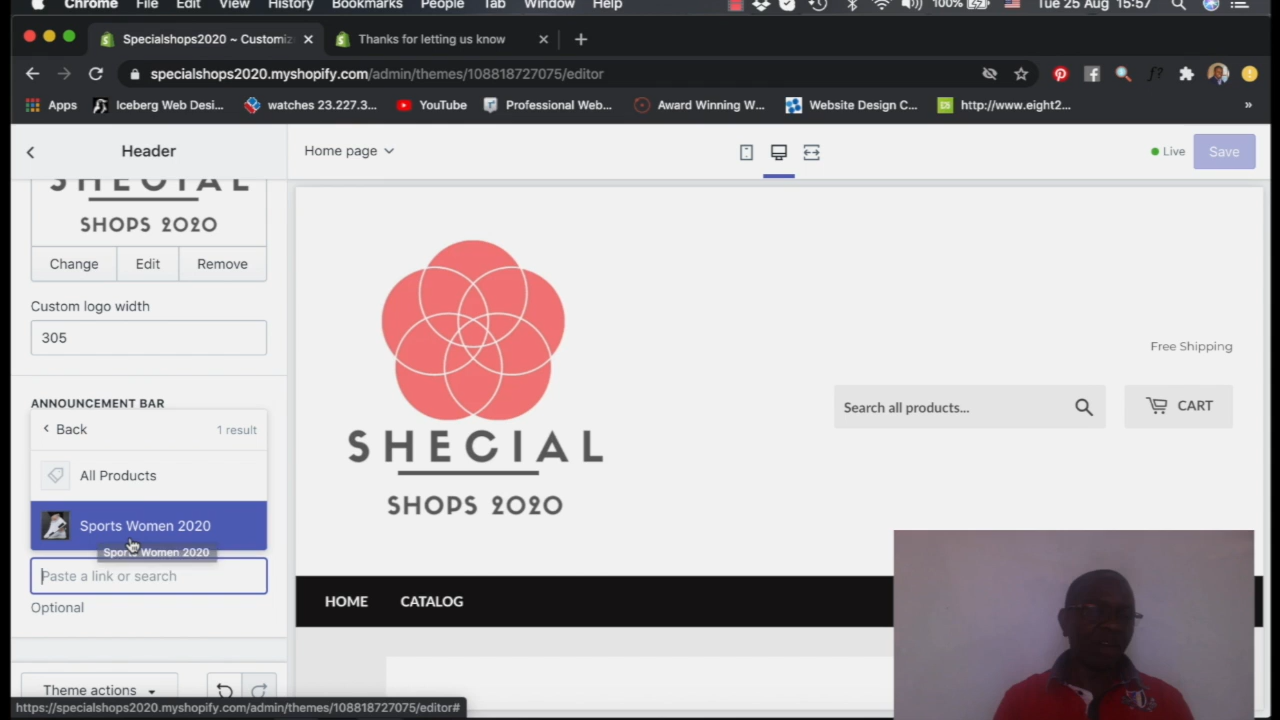 Chrome File Edit View History Bookmarks People Tab Window Help 100% Tue 25 Aug 15:57
Specialshops2020 ~ Customiz
Thanks for letting us know
specialshops2020.myshopify.com/admin/themes/108818727075/editor
Apps Iceberg Web Desi... watches 23.227.3... YouTube Professional Web... Award Winning W... Website Design C... http://www.eight2... »
Header
Home page
Live
Save
SHECIAL
SHOPS 2020
Change Edit Remove
Custom logo width
305
ANNOUNCEMENT BAR
Back 1 result
All Products
Sports Women 2020
Sports Women 2020
Paste a link or search
Optional
Theme actions
https://specialshops2020.myshopify.com/admin/themes/108818727075/editor#
SHECIAL
SHOPS 2020
Free Shipping
Search all products...
CART
HOME CATALOG